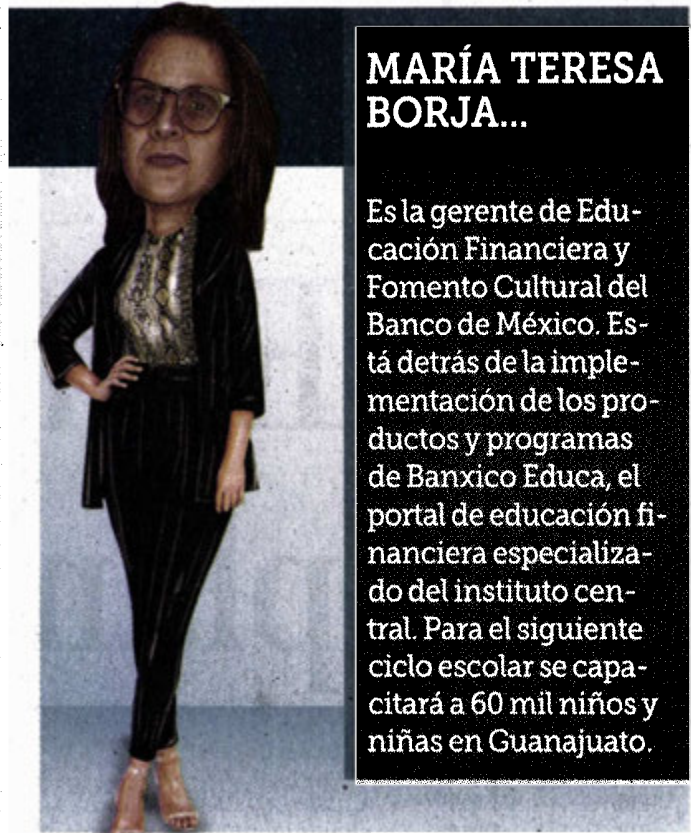 MARÍA TERESA
BORJA...
Es la gerente de Edu-
cación Financiera y
Fomento Cultural del
Banco de México. Es-
tá detrás de la imple-
mentación de los pro-
ductos y programas
de Banxico Educa, el
portal de educación fi-
nanciera especializa-
do del instituto cen-
tral. Para el siguiente
ciclo escolar se capa-
citará a 60 mil niños y
niñas en Guanajuato.